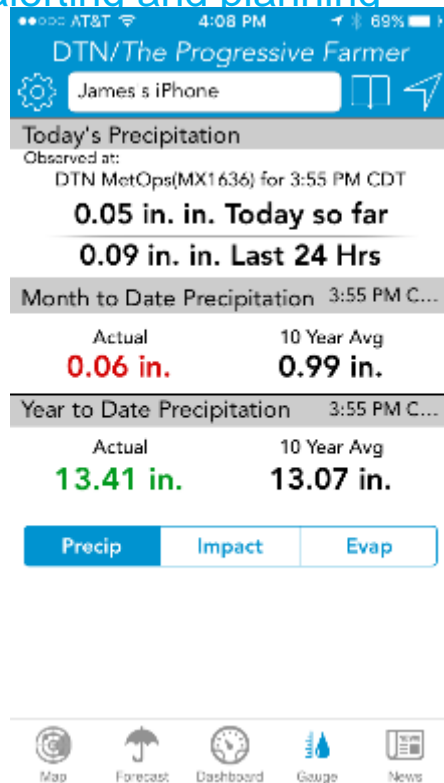 alerting and planning
AT&T 4:08 PM 69%
DTN/The Progressive Farmer
James s iPhone
Today's Precipitation
Observed at:
DTN MetOps(MX1636) for 3:55 PM CDT
0.05 in. in. Today so far
0.09 in. in. Last 24 Hrs
Month to Date Precipitation 3:55 PM C...
Actual 10 Year Avg
0.06 in. 0.99 in.
Year to Date Precipitation 3:55 PM C...
Actual 10 Year Avg
13.41 in. 13.07 in.
Precip Impact Evap
Map Forecast Dashboard Gauge News